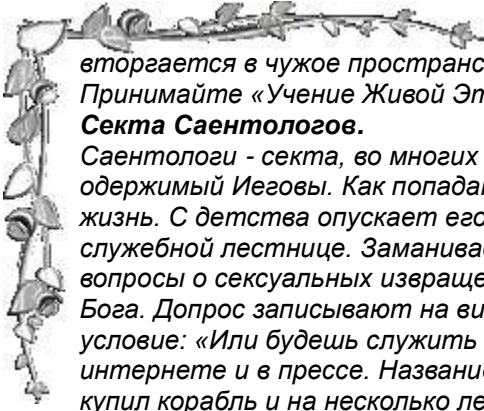 вторгается в чужое пространс
Принимайте «Учение Живой Эт
Секта Саентологов.
Саентологи - секта, во многих
одержимый Иеговы. Как попада
жизнь. С детства опускает его
служебной лестнице. Заманивае
вопросы о сексуальных извраще
Бога. Допрос записывают на ви
условие: «Или будешь служить
интернете и в прессе. Название
купил корабль и на несколько ле